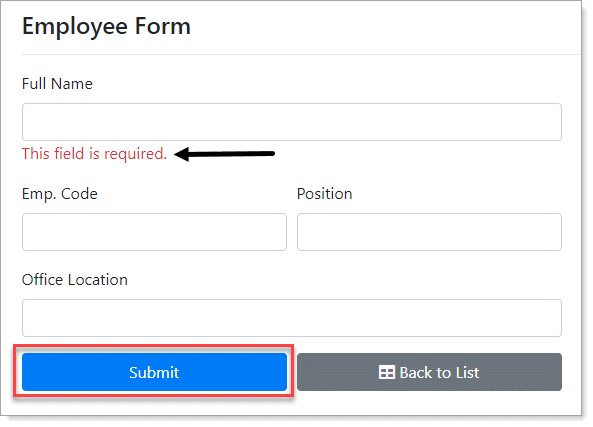 Employee Form
Full Name
This field is required.
Emp. Code
Position
Office Location
Submit
Back to List